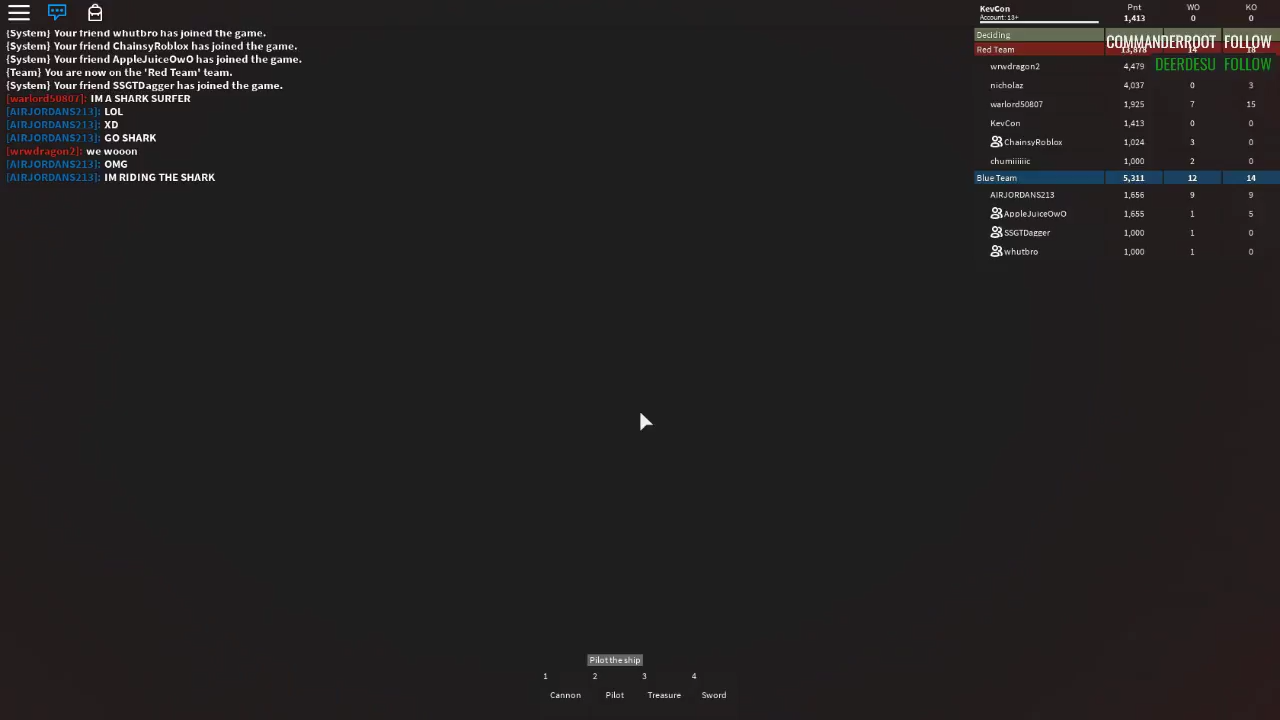 {System} Your friend whutbro has joined the game.
{System} Your friend ChainsyRoblox has joined the game.
{System} Your friend AppleJuiceOwO has joined the game.
{Team} You are now on the 'Red Team' team.
{System} Your friend SSGTDagger has joined the game.
[warlord50807]: IM A SHARK SURFER
[AIRJORDANS213]: LOL
[AIRJORDANS213]: XD
[AIRJORDANS213]: GO SHARK
[wrwdragon2]: we wooon
[AIRJORDANS213]: OMG
[AIRJORDANS213]: IM RIDING THE SHARK
KevCon Pnt WO KO
Account: 13+ 1,413 0 0
Deciding
COMMANDERROOT FOLLOW
Red Team 13,878 14 18
DEERDESU FOLLOW
wrwdragon2 4,479
nicholaz 4,037 0 3
warlord50807 1,925 7 15
KevCon 1,413 0 0
ChainsyRoblox 1,024 3 0
chumiiiiiic 1,000 2 0
Blue Team 5,311 12 14
AIRJORDANS213 1,656 9 9
AppleJuiceOwO 1,655 1 5
SSGTDagger 1,000 1 0
whutbro 1,000 1 0
Pilot the ship
1 2 3 4
Cannon Pilot Treasure Sword